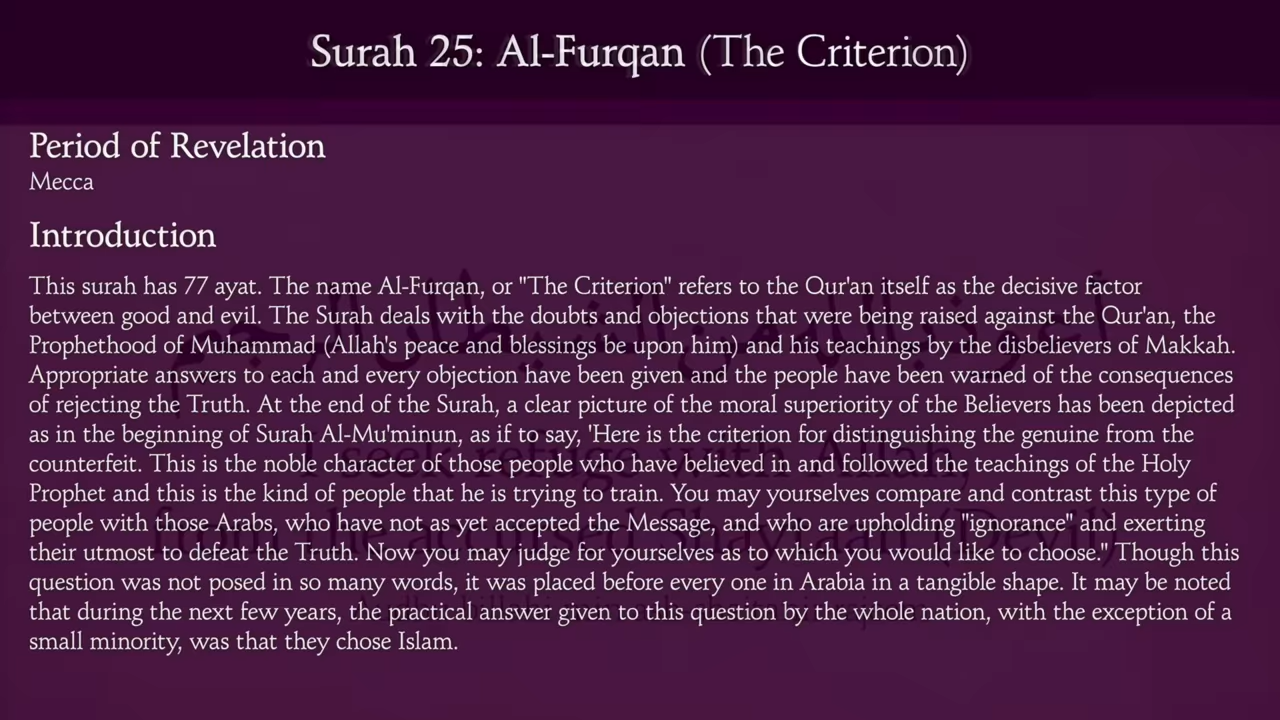 Surah 25: Al-Furqan (The Criterion)
Period of Revelation
Mecca
Introduction
This surah has 77 ayat. The name Al-Furqan, or "The Criterion" refers to the Qur'an itself as the decisive factor
between good and evil. The Surah deals with the doubts and objections that were being raised against the Qur'an, the
Prophethood of Muhammad (Allah's peace and blessings be upon him) and his teachings by the disbelievers of Makkah.
Appropriate answers to each and every objection have been given and the people have been warned of the consequences
of rejecting the Truth. At the end of the Surah, a clear picture of the moral superiority of the Believers has been depicted
as in the beginning of Surah Al-Mu'minun, as if to say, 'Here is the criterion for distinguishing the genuine from the
counterfeit. This is the noble character of those people who have believed in and followed the teachings of the Holy
Prophet and this is the kind of people that he is trying to train. You may yourselves compare and contrast this type of
people with those Arabs, who have not as yet accepted the Message, and who are upholding "ignorance" and exerting
their utmost to defeat the Truth. Now you may judge for yourselves as to which you would like to choose." Though this
question was not posed in so many words, it was placed before every one in Arabia in a tangible shape. It may be noted
that during the next few years, the practical answer given to this question by the whole nation, with the exception of a
small minority, was that they chose Islam.
أعوذ بالله من الشيطان الرجيم
I seek refuge with Allah,
from the accursed Shaytaan (Devil)